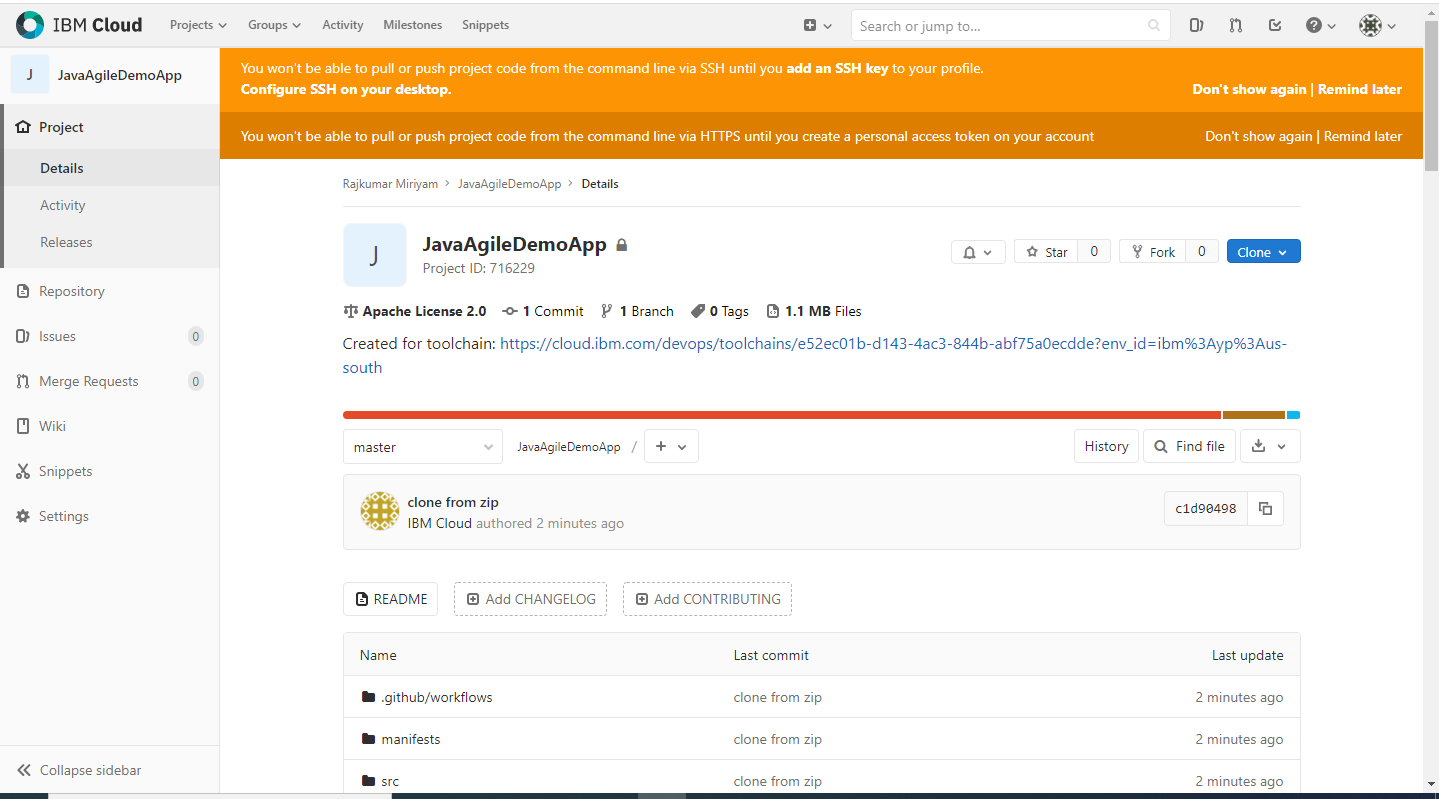 IBM Cloud Projects Groups Activity Milestones Snippets Search or jump to...
J JavaAgileDemoApp
Project
Details
Activity
Releases
Repository
Issues 0
Merge Requests 0
Wiki
Snippets
Settings
Collapse sidebar
You won't be able to pull or push project code from the command line via SSH until you add an SSH key to your profile.
Configure SSH on your desktop. Don't show again | Remind later
You won't be able to pull or push project code from the command line via HTTPS until you create a personal access token on your account Don't show again | Remind later
Rajkumar Miriyam > JavaAgileDemoApp > Details
J
JavaAgileDemoApp
Project ID: 716229
Star 0 Fork 0 Clone
Apache License 2.0 1 Commit 1 Branch 0 Tags 1.1 MB Files
Created for toolchain: https://cloud.ibm.com/devops/toolchains/e52ec01b-d143-4ac3-844b-abf75a0ecdde?env_id=ibm%3Ayp%3Aus-
south
master JavaAgileDemoApp / + History Find file
clone from zip
IBM Cloud authored 2 minutes ago
c1d90498
README Add CHANGELOG Add CONTRIBUTING
Name Last commit Last update
.github/workflows clone from zip 2 minutes ago
manifests clone from zip 2 minutes ago
src clone from zip 2 minutes ago